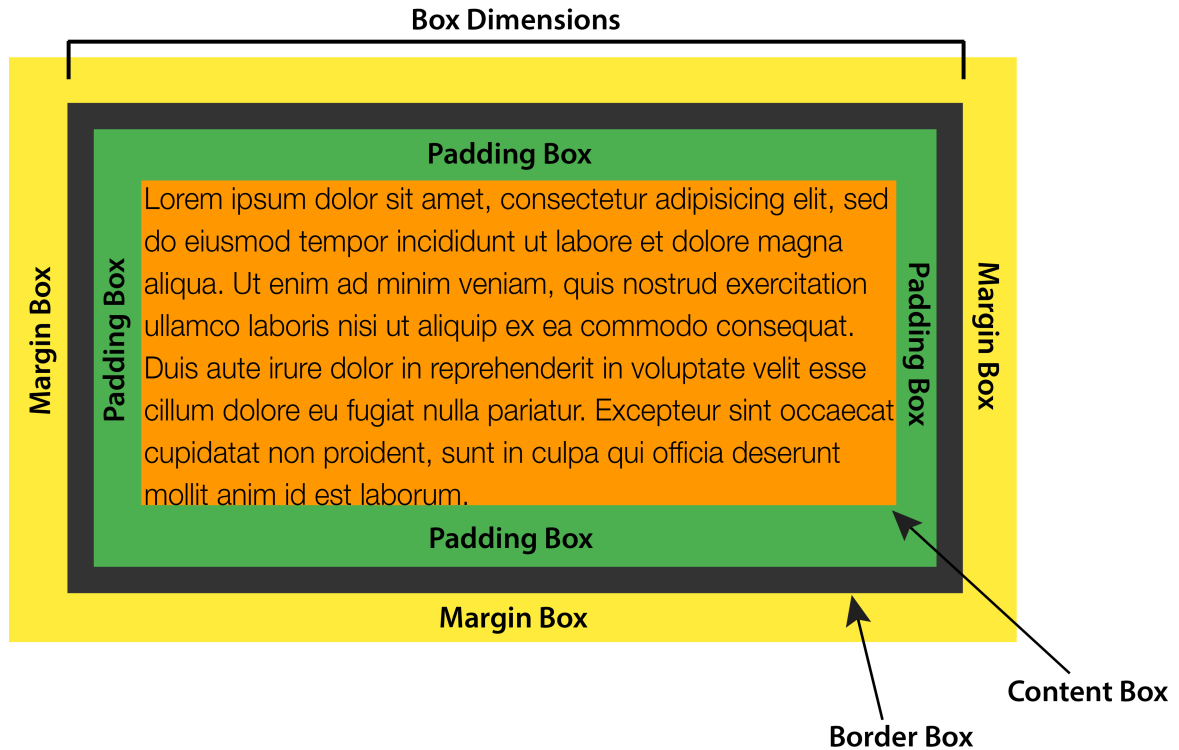 Box Dimensions
Padding Box
Lorem ipsum dolor sit amet, consectetur adipisicing elit, sed
do eiusmod tempor incididunt ut labore et dolore magna
aliqua. Ut enim ad minim veniam, quis nostrud exercitation
ullamco laboris nisi ut aliquip ex ea commodo consequat.
Duis aute irure dolor in reprehenderit in voluptate velit esse
cillum dolore eu fugiat nulla pariatur. Excepteur sint occaecat
cupidatat non proident, sunt in culpa qui officia deserunt
mollit anim id est laborum.
Margin Box
Padding Box
Padding Box
Margin Box
Padding Box
Margin Box
Content Box
Border Box